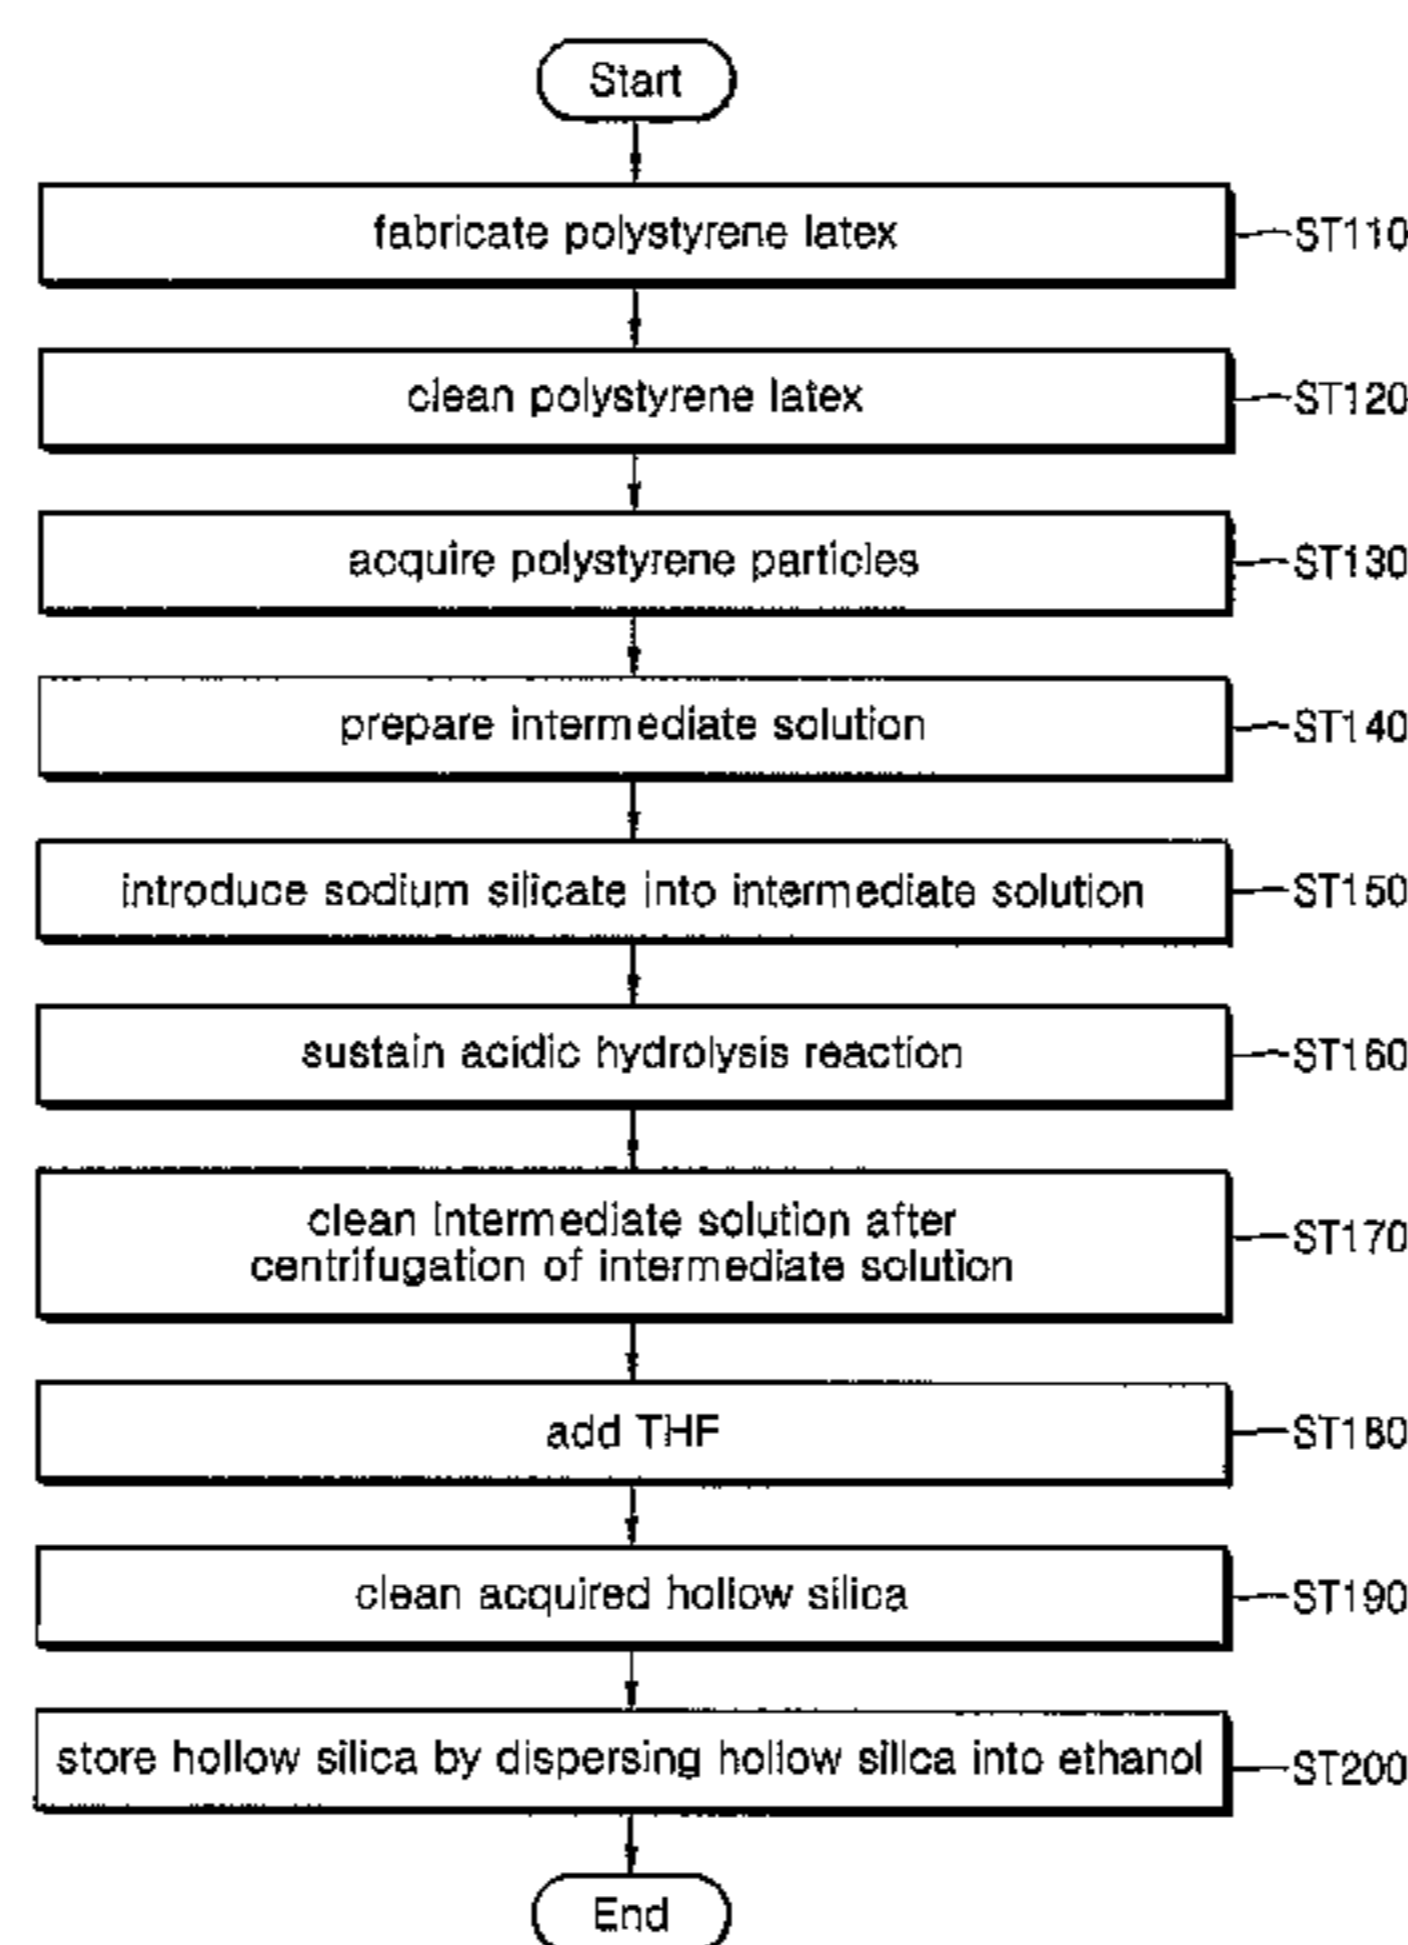 Start
fabricate polystyrene latex
ST110
clean polystyrene latex
ST120
acquire polystyrene particles
ST130
prepare intermediate solution
ST140
introduce sodium silicate into intermediate solution
ST150
sustain acidic hydrolysis reaction
ST160
clean intermediate solution after
centrifugation of intermediate solution
ST170
add THF
ST180
clean acquired hollow silica
ST190
store hollow silica by dispersing hollow silica into ethanol
ST200
End